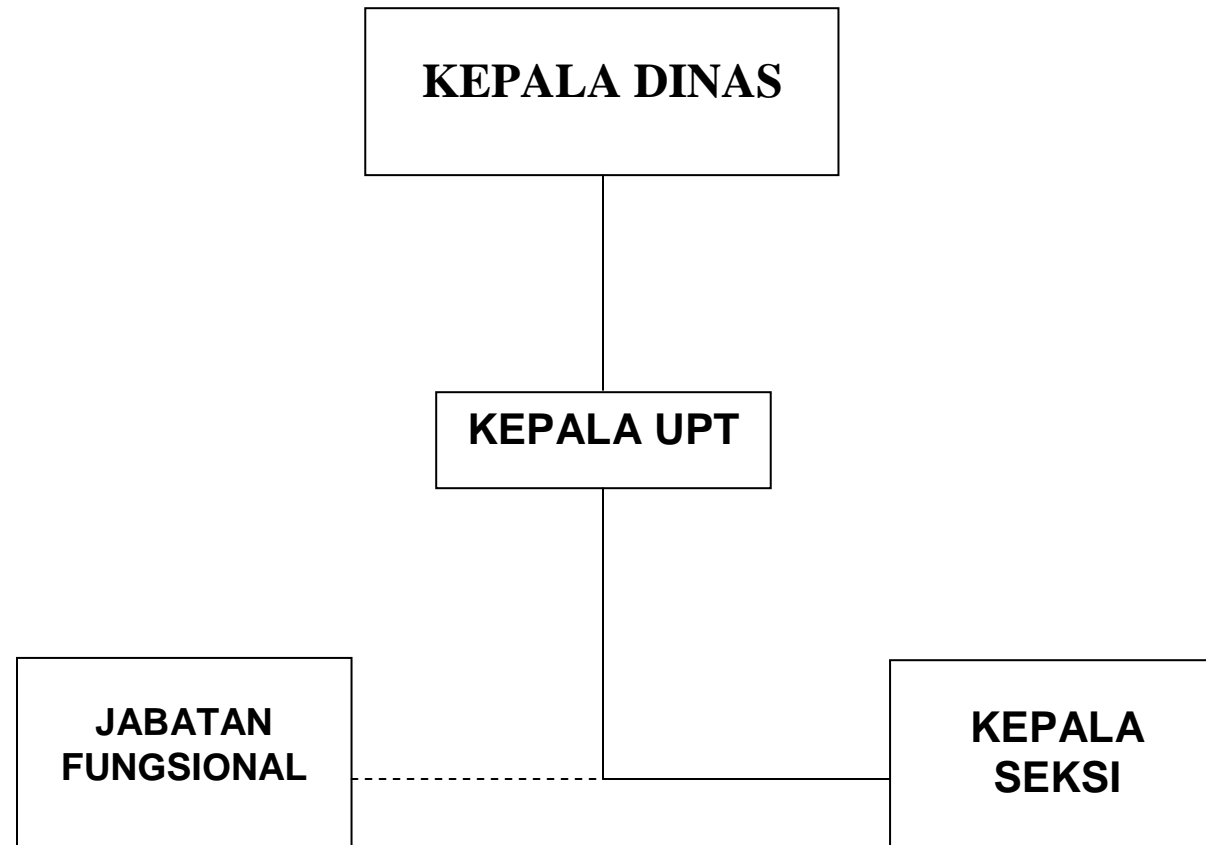 KEPALA DINAS
KEPALA UPT
JABATAN
FUNGSIONAL
KEPALA
SEKSI